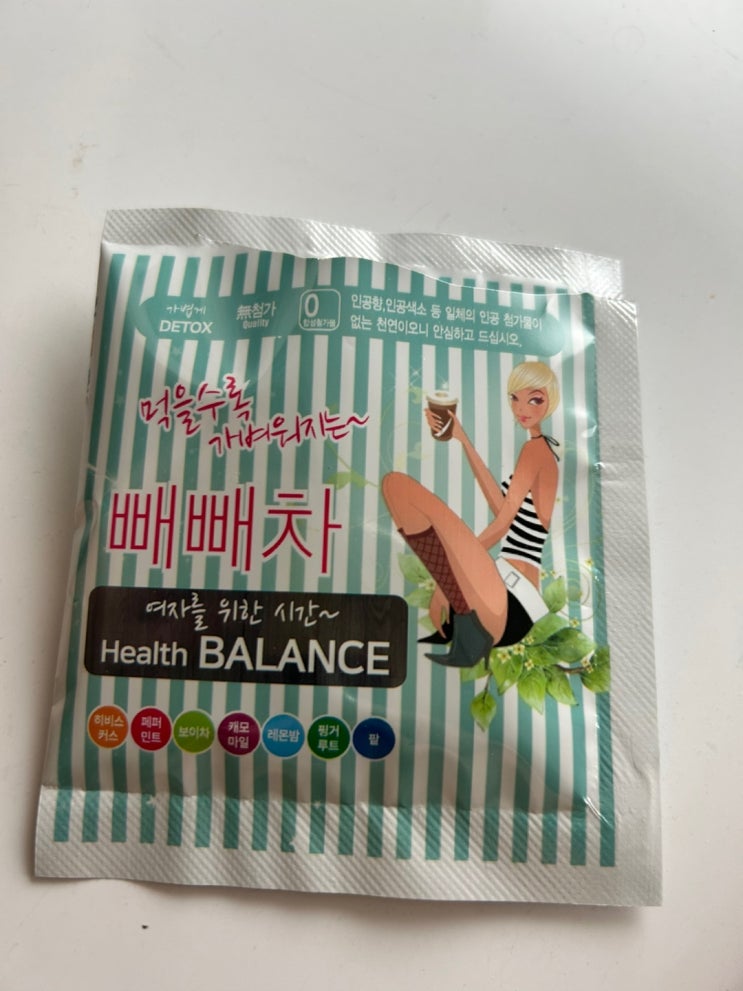 가볍게
DETOX
無첨가
Quality
0
합성첨가물
인공향,인공색소 등 일체의 인공 첨가물이
없는 천연이오니 안심하고 드십시오.
먹을수록
가벼워지는~
빼빼차
여자를 위한 시간~
Health BALANCE
히비스
커스
페퍼
민트
보이차
캐모
마일
레몬밤
핑거
루트
팥